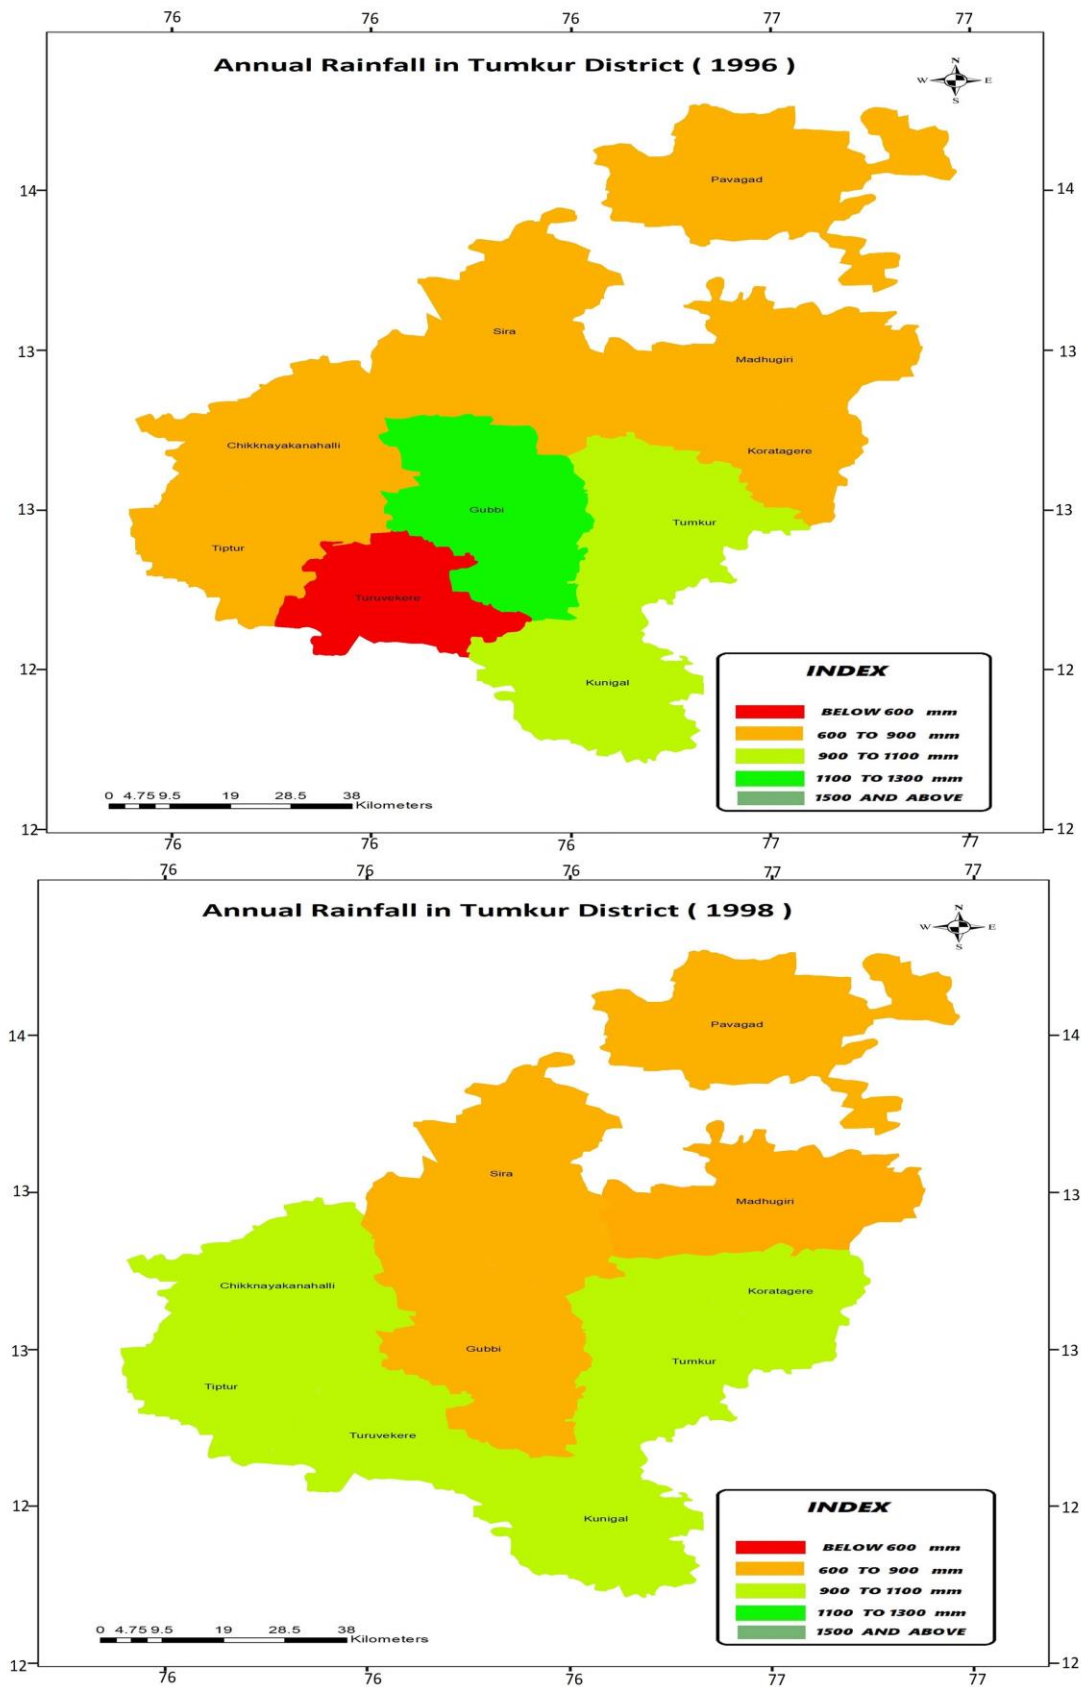 76 76 76 77 77
Annual Rainfall in Tumkur District ( 1996 )
N
W E
S
Pavagad
14 14
Sira
13 13
Madhugiri
Chikknayakanahalli
Koratagere
Gubbi
13 13
Tumkur
Tiptur
Turuvekere
12 12
Kunigal
INDEX
BELOW 600 mm
600 TO 900 mm
900 TO 1100 mm
1100 TO 1300 mm
1500 AND ABOVE
0 4.75 9.5 19 28.5 38
Kilometers
12 12
76 76 76 77 77
76 76 76 77 77
Annual Rainfall in Tumkur District ( 1998 )
N
W E
S
Pavagad
14 14
Sira
13 13
Madhugiri
Chikknayakanahalli
Koratagere
Gubbi
13 13
Tumkur
Tiptur
Turuvekere
12 12
Kunigal
INDEX
BELOW 600 mm
600 TO 900 mm
900 TO 1100 mm
1100 TO 1300 mm
1500 AND ABOVE
0 4.75 9.5 19 28.5 38
Kilometers
12 12
76 76 76 77 77